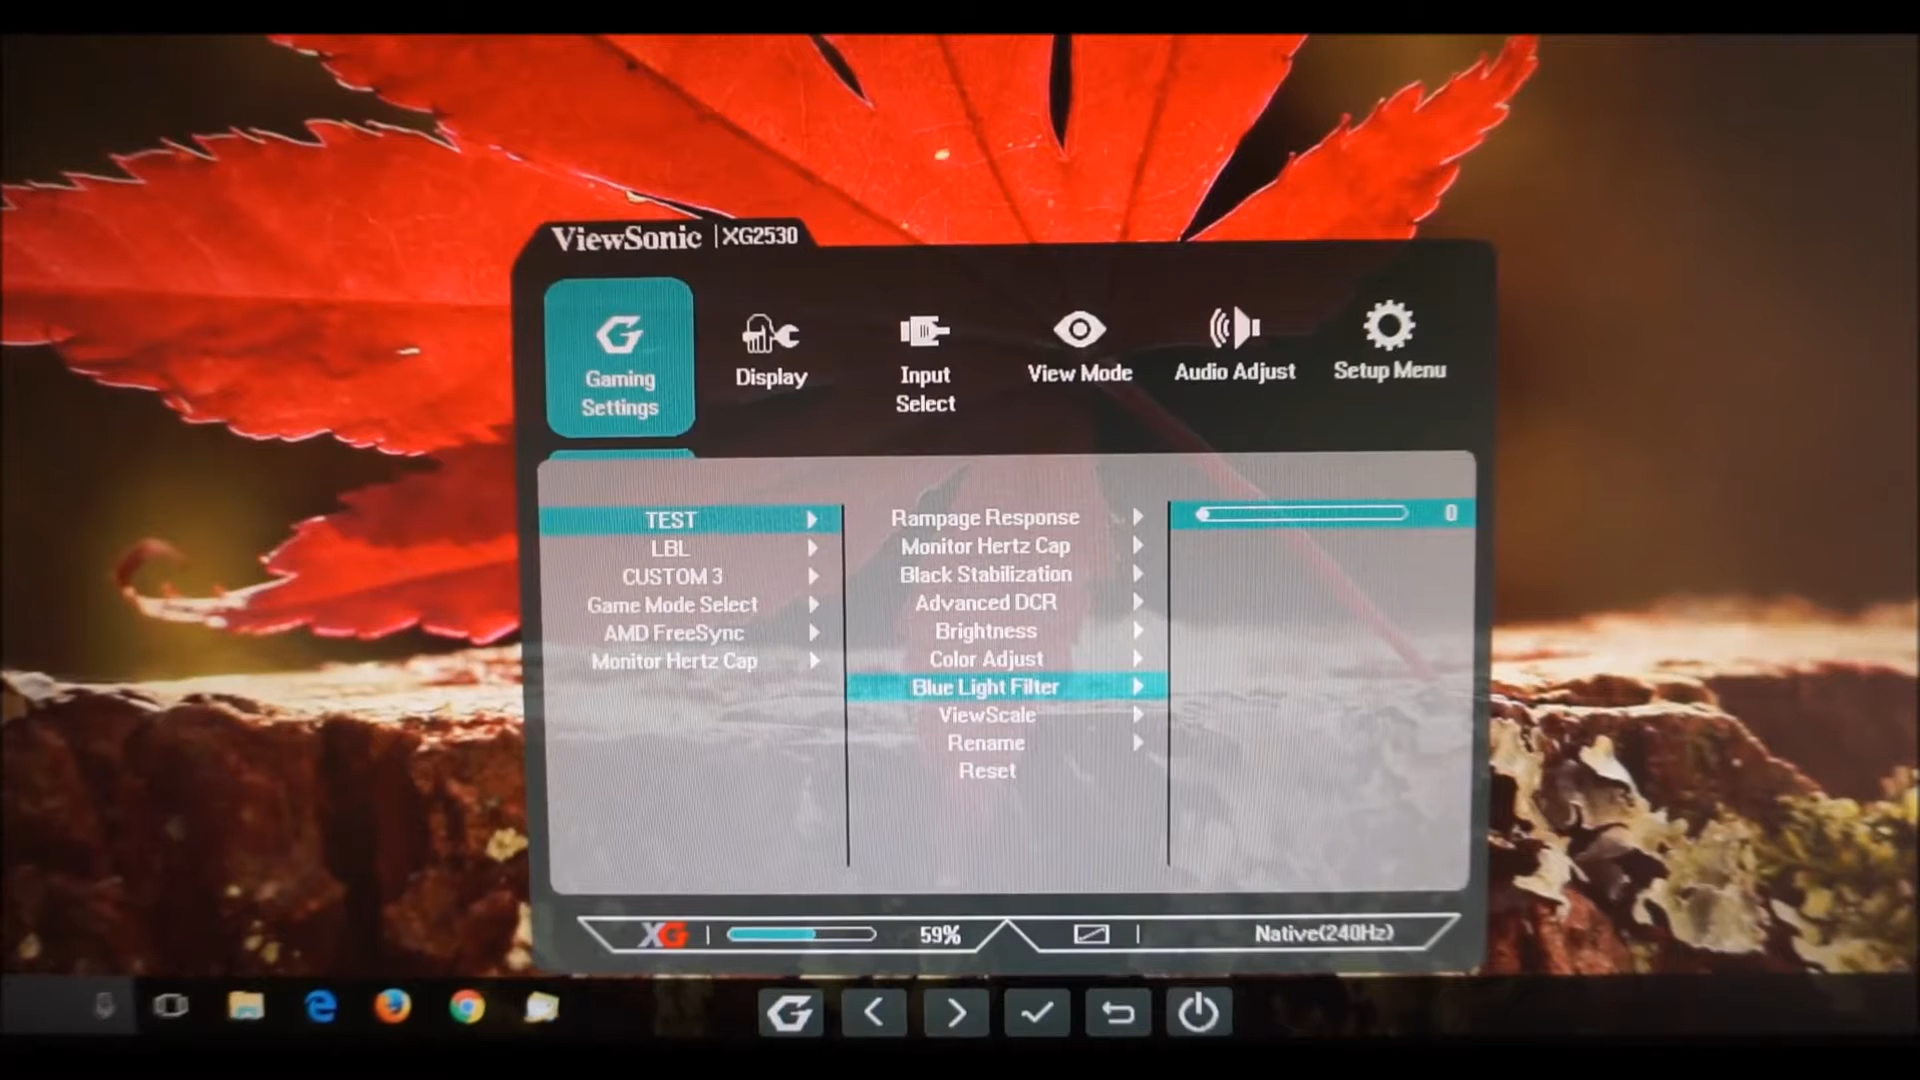 ViewSonic | XG2530
Gaming
Settings
Display
Input
Select
View Mode
Audio Adjust
Setup Menu
TEST
LBL
CUSTOM 3
Game Mode Select
AMD FreeSync
Monitor Hertz Cap
Rampage Response
Monitor Hertz Cap
Black Stabilization
Advanced DCR
Brightness
Color Adjust
Blue Light Filter
ViewScale
Rename
Reset
0
XG | 59%
Native(240Hz)